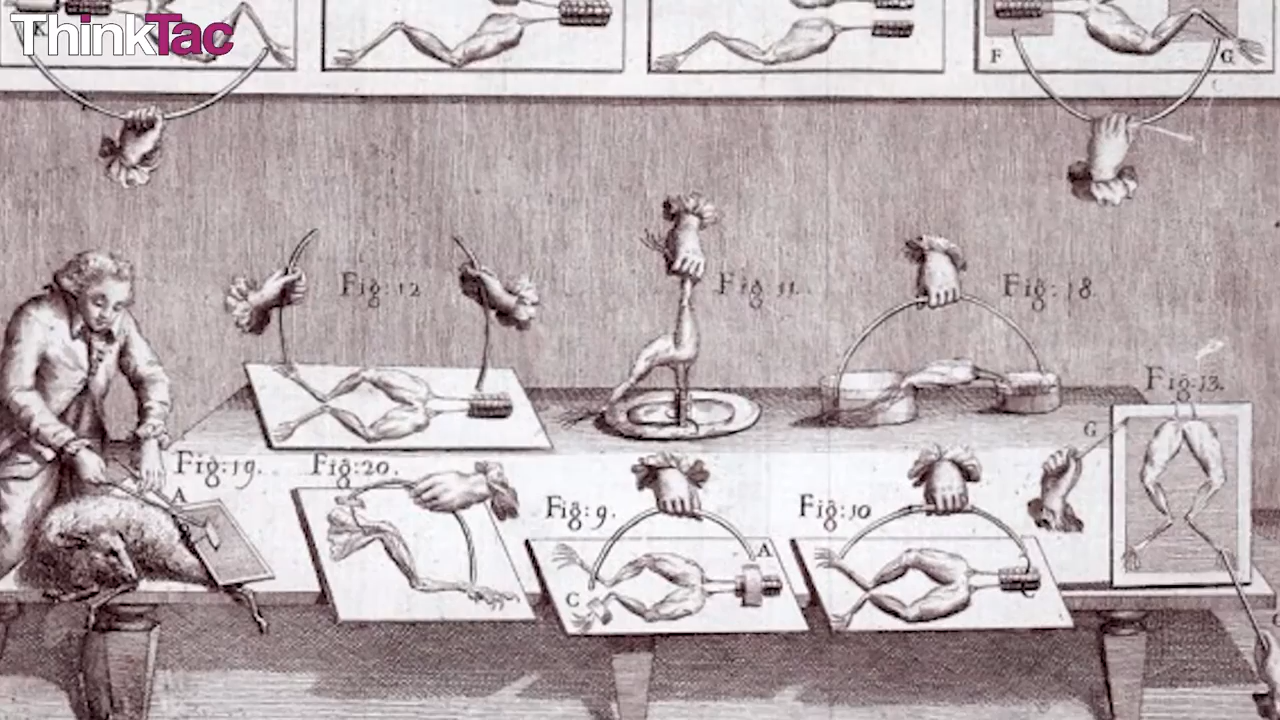 ThinkTac
K
F
G
Fig: 12
Fig 11.
Fig: 18.
Fig: 13.
G
Fig: 19.
Fig: 20.
A
Fig: 9.
Fig: 10
A
C